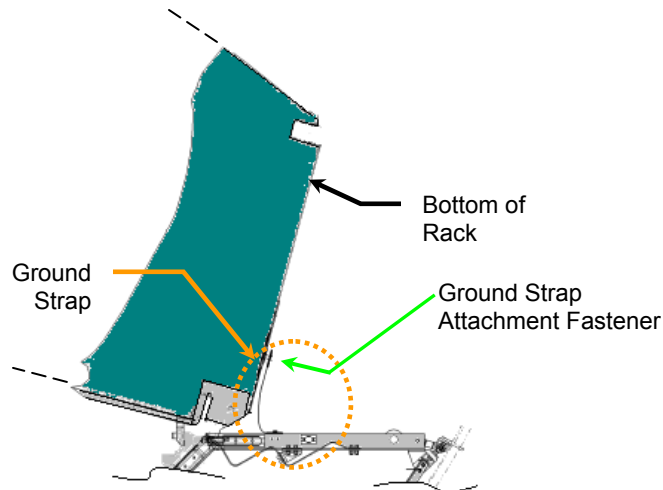 Bottom of
Rack
Ground
Strap
Ground Strap
Attachment Fastener